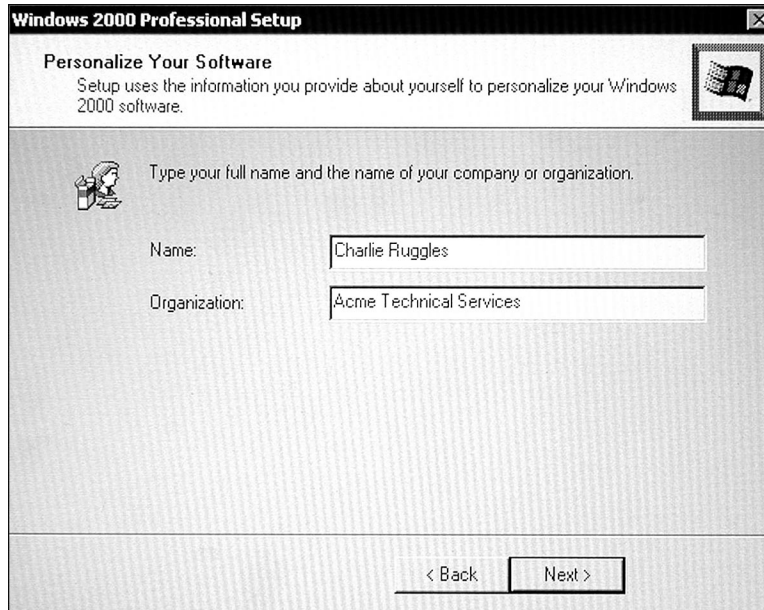 Windows 2000 Professional Setup
Personalize Your Software
Setup uses the information you provide about yourself to personalize your Windows
2000 software.
Type your full name and the name of your company or organization.
Name:
Charlie Ruggles
Organization:
Acme Technical Services
< Back
Next >